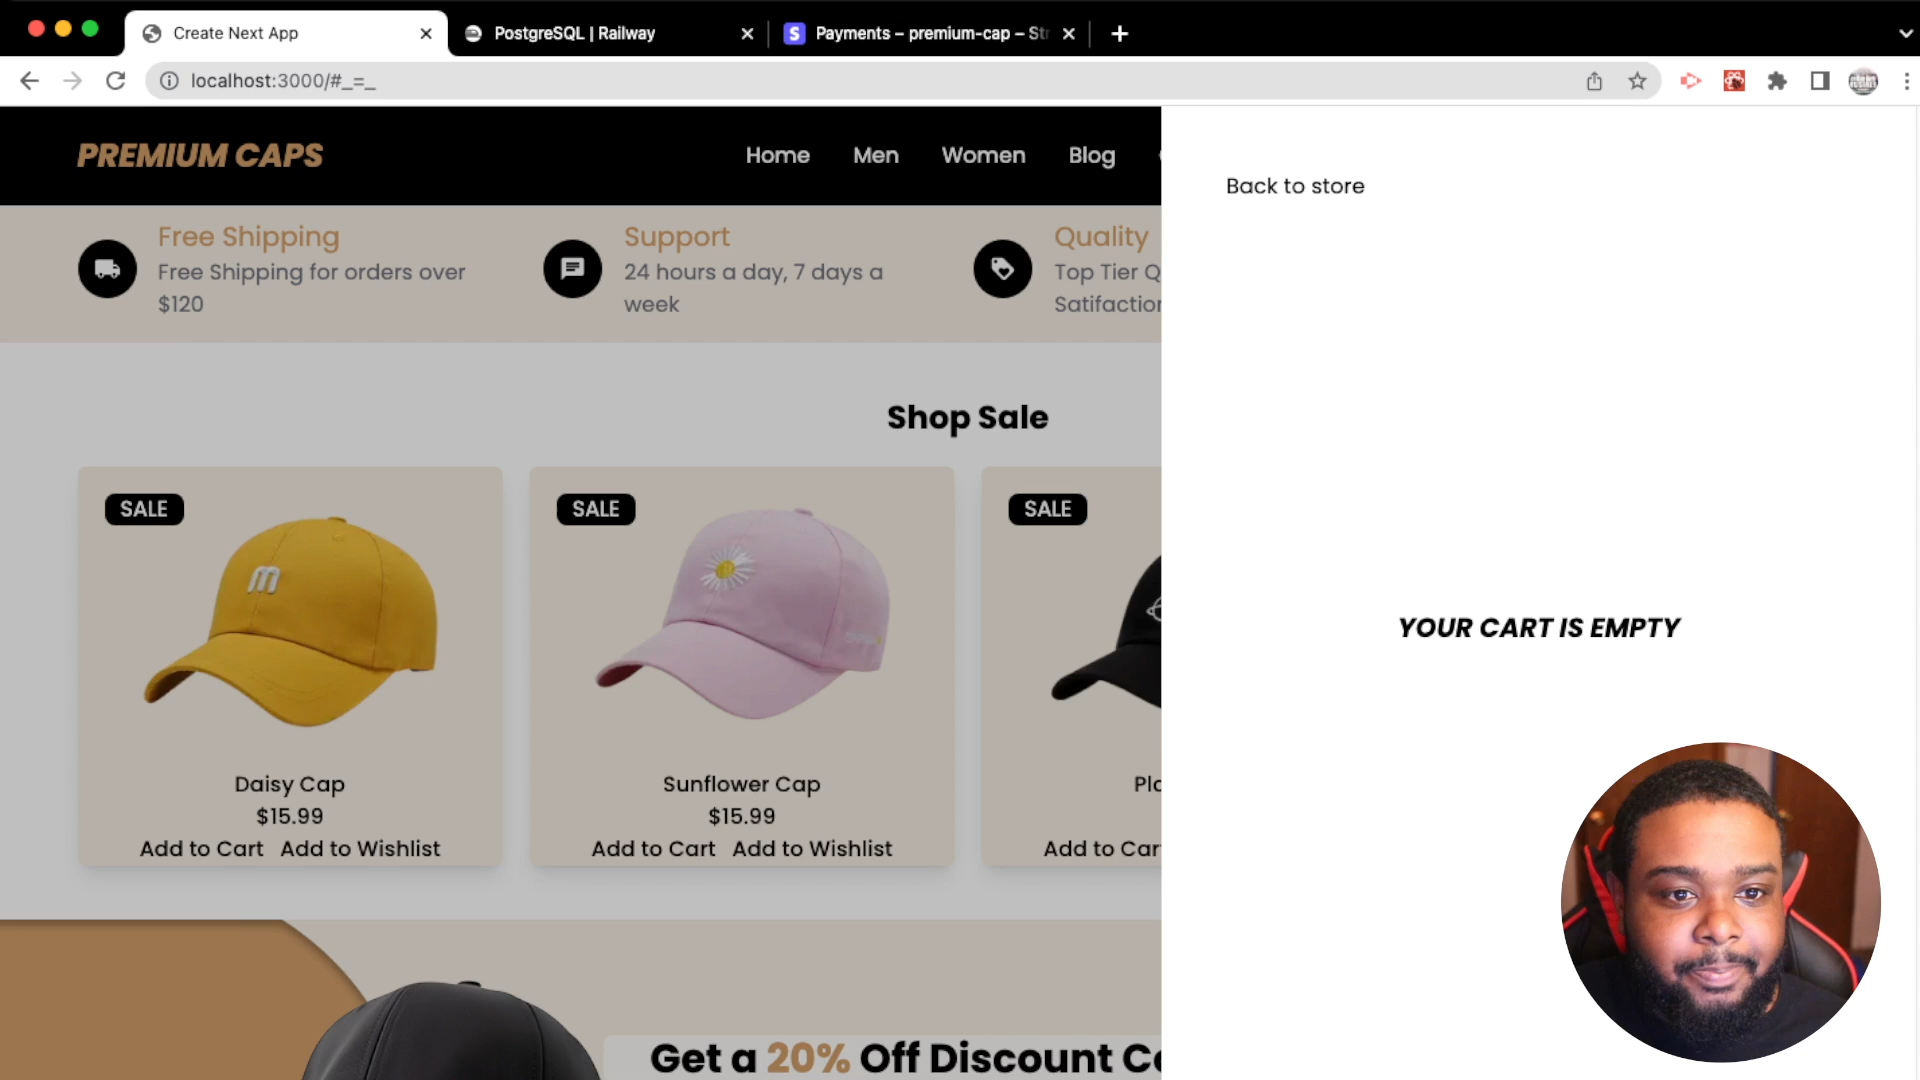 Create Next App
PostgreSQL | Railway
Payments – premium-cap – St
localhost:3000/#_=_
PREMIUM CAPS
Home
Men
Women
Blog
Back to store
Free Shipping
Free Shipping for orders over
$120
Support
24 hours a day, 7 days a
week
Quality
Top Tier Q
Satifaction
Shop Sale
SALE
SALE
SALE
m
YOUR CART IS EMPTY
Daisy Cap
$15.99
Add to Cart Add to Wishlist
Sunflower Cap
$15.99
Add to Cart Add to Wishlist
Pla
Add to Car
Get a 20% Off Discount Co